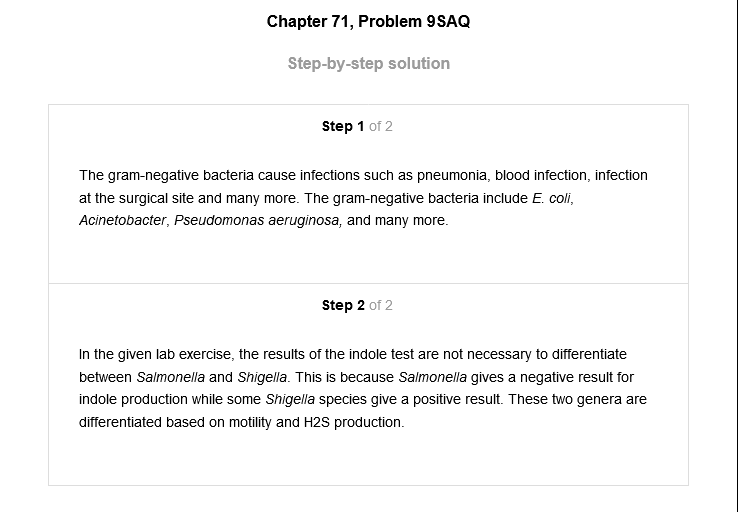 Chapter 71, Problem 9SAQ
Step-by-step solution
Step 1 of 2
The gram-negative bacteria cause infections such as pneumonia, blood infection, infection
at the surgical site and many more. The gram-negative bacteria include E. coli,
Acinetobacter, Pseudomonas aeruginosa, and many more.
Step 2 of 2
In the given lab exercise, the results of the indole test are not necessary to differentiate
between Salmonella and Shigella. This is because Salmonella gives a negative result for
indole production while some Shigella species give a positive result. These two genera are
differentiated based on motility and H2S production.